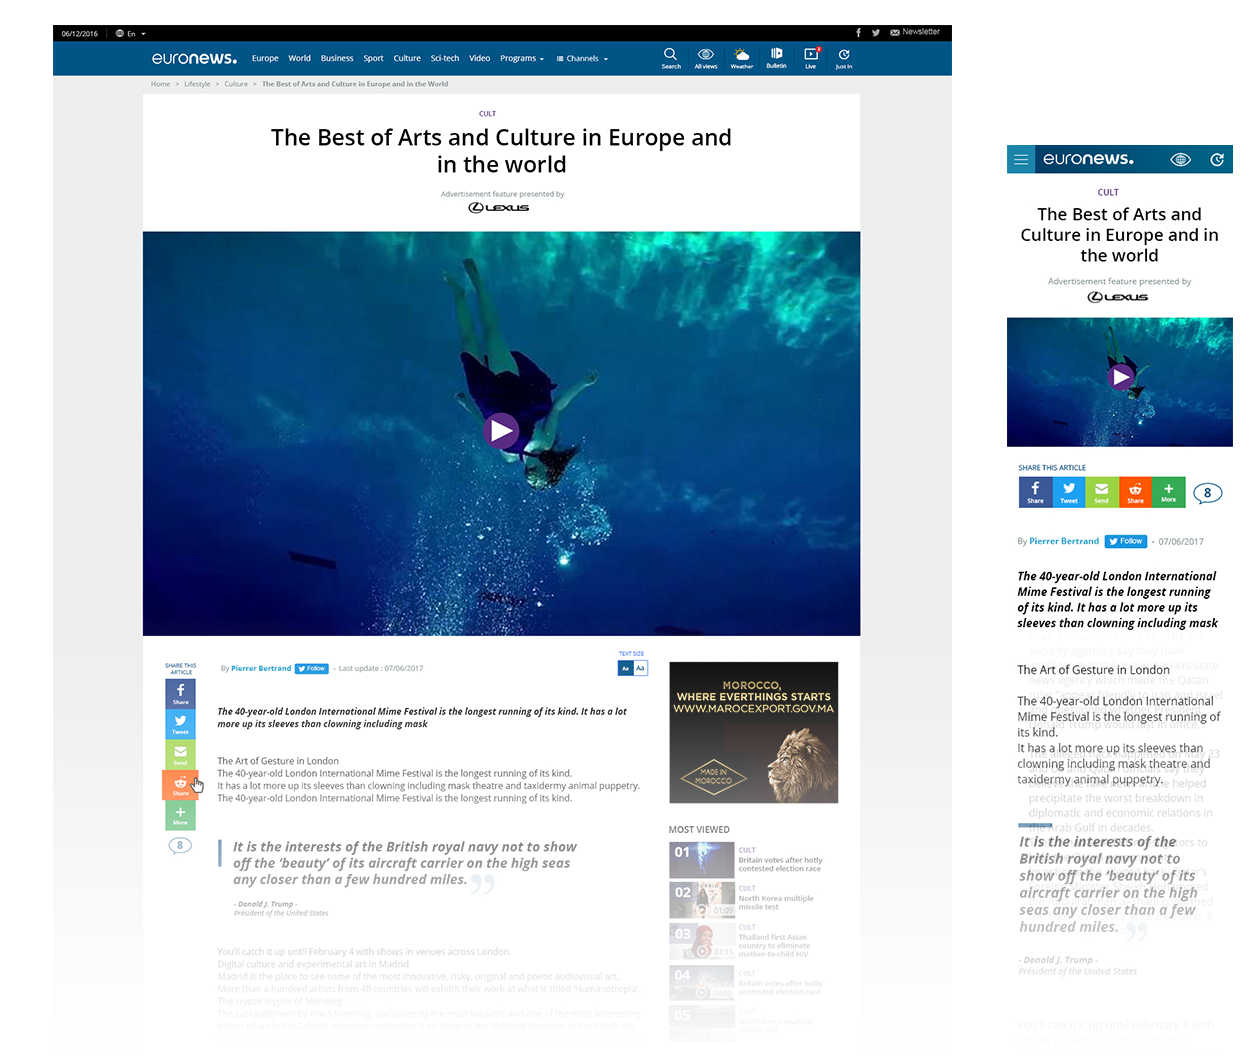 06/12/2016 En
Newsletter
euronews. Europe World Business Sport Culture Sci-tech Video Programs Channels
Search All views Weather Bulletin Live Just In
Home > Lifestyle > Culture > The Best of Arts and Culture in Europe and in the World
CULT
The Best of Arts and Culture in Europe and
in the world
Advertisement feature presented by
LEXUS
SHARE THIS
ARTICLE
Share
Tweet
Send
Share
More
8
By Pierrer Bertrand Follow - Last update : 07/06/2017
TEXT SIZE
Aa Aa
The 40-year-old London International Mime Festival is the longest running of its kind. It has a lot
more up its sleeves than clowning including mask
The Art of Gesture in London
The 40-year-old London International Mime Festival is the longest running of its kind.
It has a lot more up its sleeves than clowning including mask theatre and taxidermy animal puppetry.
The 40-year-old London International Mime Festival is the longest running of its kind.
It is the interests of the British royal navy not to show
off the ‘beauty’ of its aircraft carrier on the high seas
any closer than a few hundred miles. ”
- Donald J. Trump -
Président of the United States
You'll catch it up until February 4 with shows in venues across London.
Digital culture and experimental art in Madrid
Madrid is the place to see some of the most innovative, risky, original and poetic audiovisual art.
More than a hundred artists from 40 countries will exhibit their work at what is titled 'Humanotropia'.
The cryptic tryptic of Memling
The Last Judgment by Hans Memling, undoubtedly the most valuable and one of the most interesting
MOROCCO,
WHERE EVERTHINGS STARTS
WWW.MAROCEXPORT.GOV.MA
MADE IN
MOROCCO
MOST VIEWED
01
CULT
Britain votes after hotly
contested election race
02
01:09
CULT
North Korea multiple
missile test
03
01:15
CULT
Thailand first Asian
country to eliminate
mother-to-child HIV
04
CULT
Britain votes after hotly
contested election race
05
North Korea multiple
missile test
euronews.
CULT
The Best of Arts and
Culture in Europe and in
the world
Advertisement feature presented by
LEXUS
SHARE THIS ARTICLE
Share Tweet Send Share More 8
By Pierrer Bertrand Follow - 07/06/2017
The 40-year-old London International
Mime Festival is the longest running
of its kind. It has a lot more up its
sleeves than clowning including mask
The Art of Gesture in London
The 40-year-old London International
Mime Festival is the longest running of
its kind.
It has a lot more up its sleeves than
clowning including mask theatre and
taxidermy animal puppetry.
precipitate the worst breakdown in
diplomatic and economic relations in
the Arab Gulf in decades.
It is the interests of the
British royal navy not to
show off the ‘beauty’ of its
aircraft carrier on the high
seas any closer than a few
hundred miles. ”
- Donald J. Trump -
Président of the United States
You'll catch it up until February 4 with